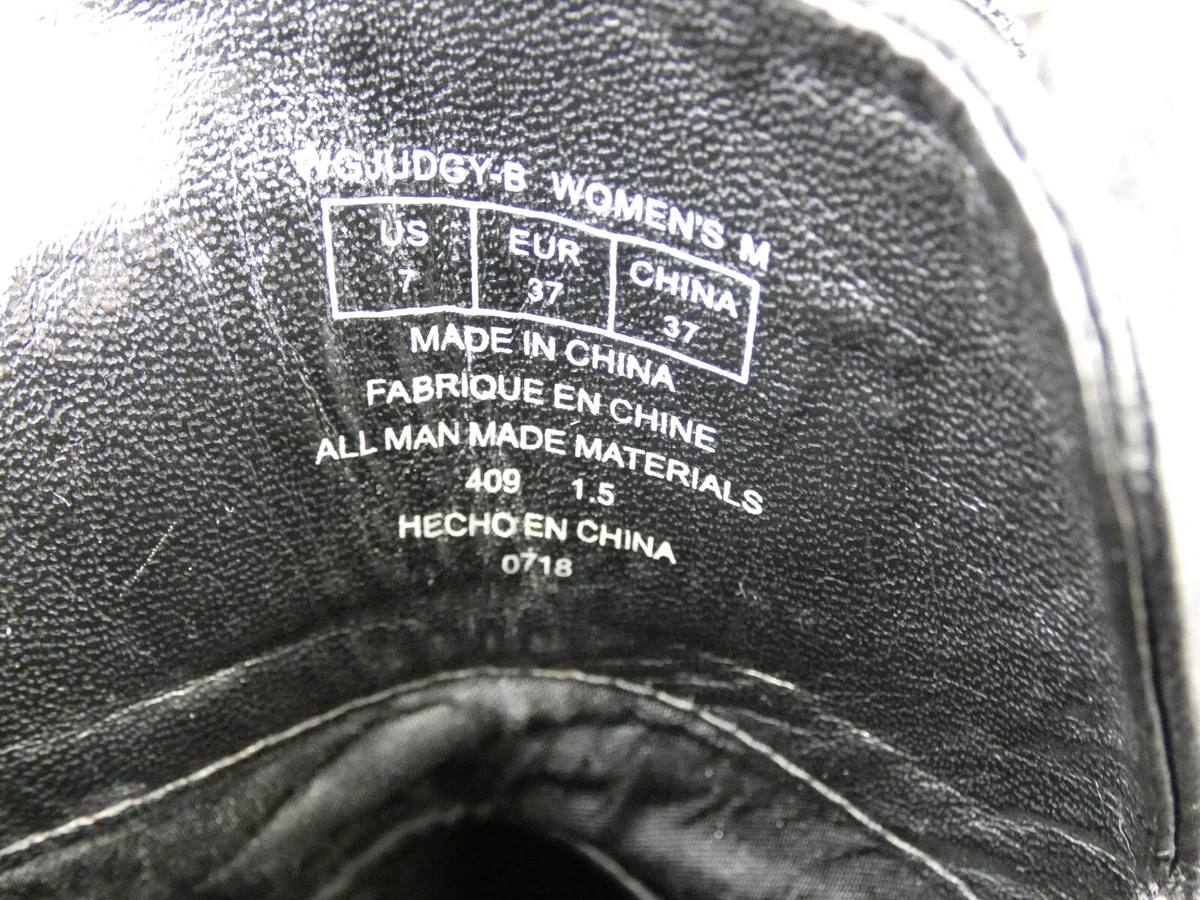 WGJUDGY-B WOMEN'S M
US EUR CHINA
7 37 37
MADE IN CHINA
FABRIQUE EN CHINE
ALL MAN MADE MATERIALS
409 1.5
HECHO EN CHINA
0718